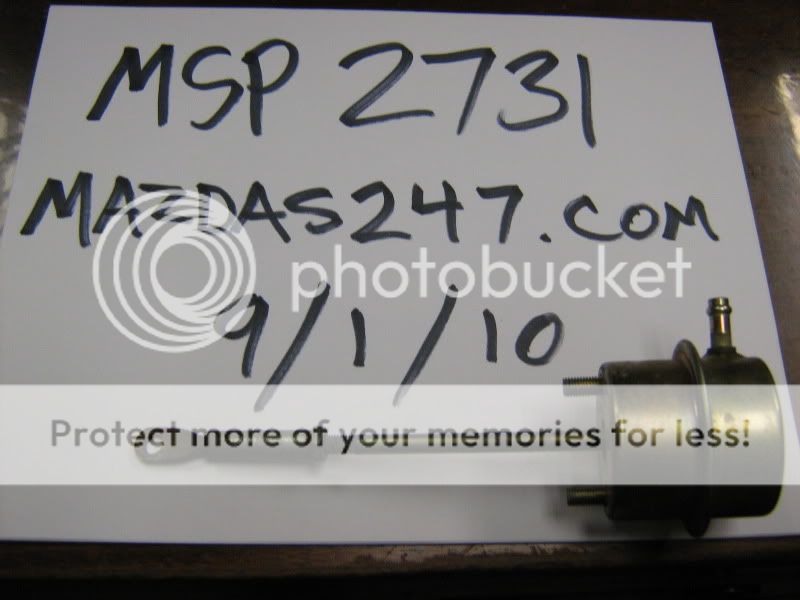 MSP 2731
MAZDAS247.COM
photobucket
9/1/10
Protect more of your memories for less!